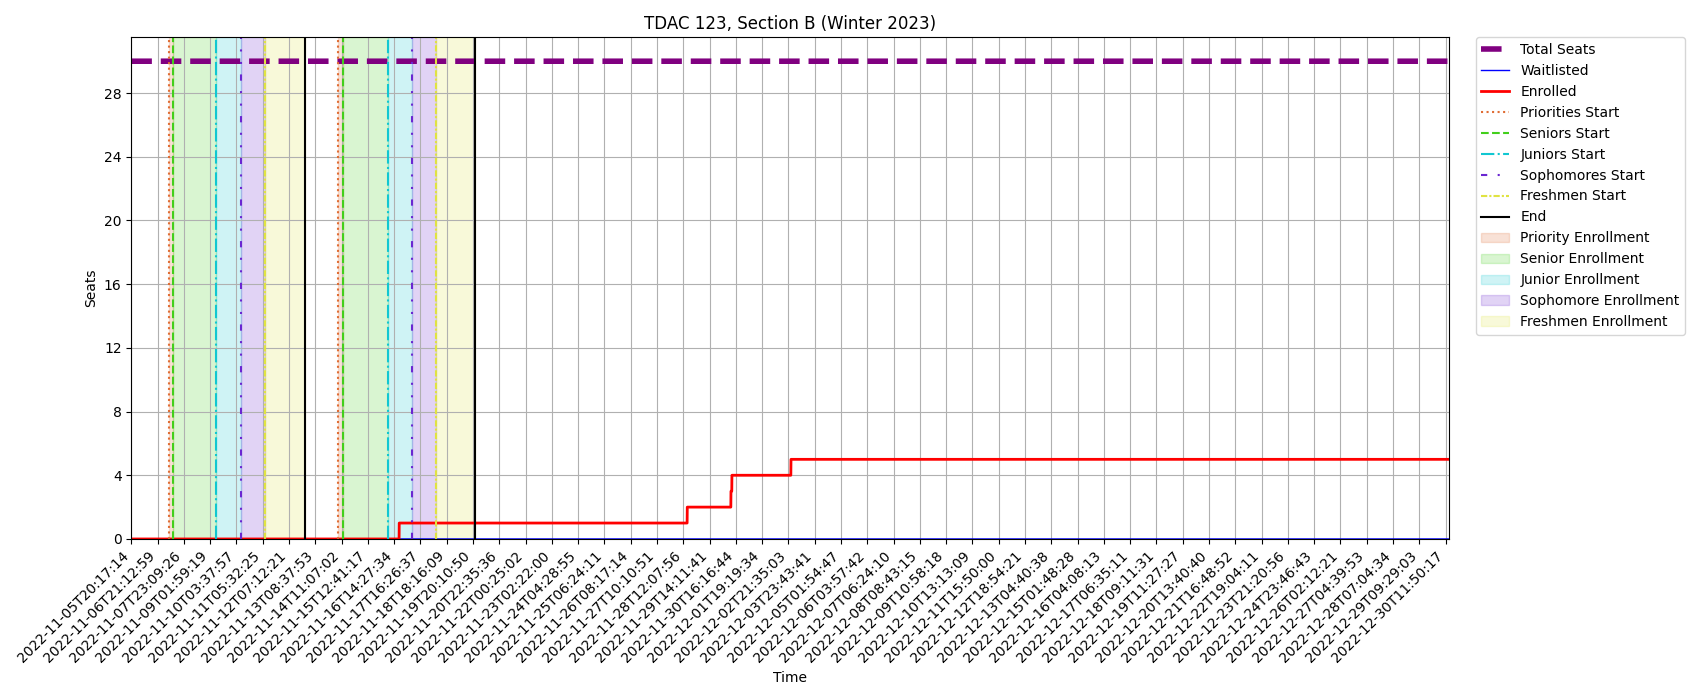 TDAC 123, Section B (Winter 2023)
Total Seats
Waitlisted
Enrolled
Priorities Start
Seniors Start
Juniors Start
Sophomores Start
Freshmen Start
End
Priority Enrollment
Senior Enrollment
Junior Enrollment
Sophomore Enrollment
Freshmen Enrollment
Seats
28
24
20
16
12
8
4
0
2022-11-05T20:17:14
2022-11-06T21:12:59
2022-11-07T23:09:26
2022-11-09T01:59:19
2022-11-10T03:37:57
2022-11-11T05:32:25
2022-11-12T07:12:21
2022-11-13T08:37:53
2022-11-14T11:07:02
2022-11-15T12:41:17
2022-11-16T14:27:34
2022-11-17T16:26:37
2022-11-18T18:16:09
2022-11-19T20:10:50
2022-11-20T22:35:36
2022-11-22T00:25:02
2022-11-23T02:22:00
2022-11-24T04:28:55
2022-11-25T06:24:11
2022-11-26T08:17:14
2022-11-27T10:10:51
2022-11-28T12:07:56
2022-11-29T14:11:41
2022-11-30T16:16:44
2022-12-01T19:19:34
2022-12-02T21:35:03
2022-12-03T23:43:41
2022-12-05T01:54:47
2022-12-06T03:57:42
2022-12-07T06:24:10
2022-12-08T08:43:15
2022-12-09T10:58:18
2022-12-10T13:13:09
2022-12-11T15:50:00
2022-12-12T18:54:21
2022-12-13T04:40:38
2022-12-15T01:48:28
2022-12-16T04:08:13
2022-12-17T06:35:11
2022-12-18T09:11:31
2022-12-19T11:27:27
2022-12-20T13:40:40
2022-12-21T16:48:52
2022-12-22T19:04:11
2022-12-23T21:20:56
2022-12-24T23:46:43
2022-12-26T02:12:21
2022-12-27T04:39:53
2022-12-28T07:04:34
2022-12-29T09:29:03
2022-12-30T11:50:17
Time